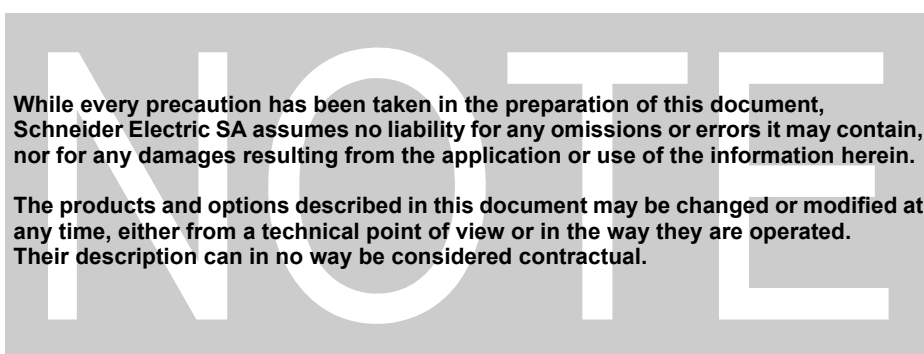 NOTE
While every precaution has been taken in the preparation of this document,
Schneider Electric SA assumes no liability for any omissions or errors it may contain,
nor for any damages resulting from the application or use of the information herein.
The products and options described in this document may be changed or modified at
any time, either from a technical point of view or in the way they are operated.
Their description can in no way be considered contractual.